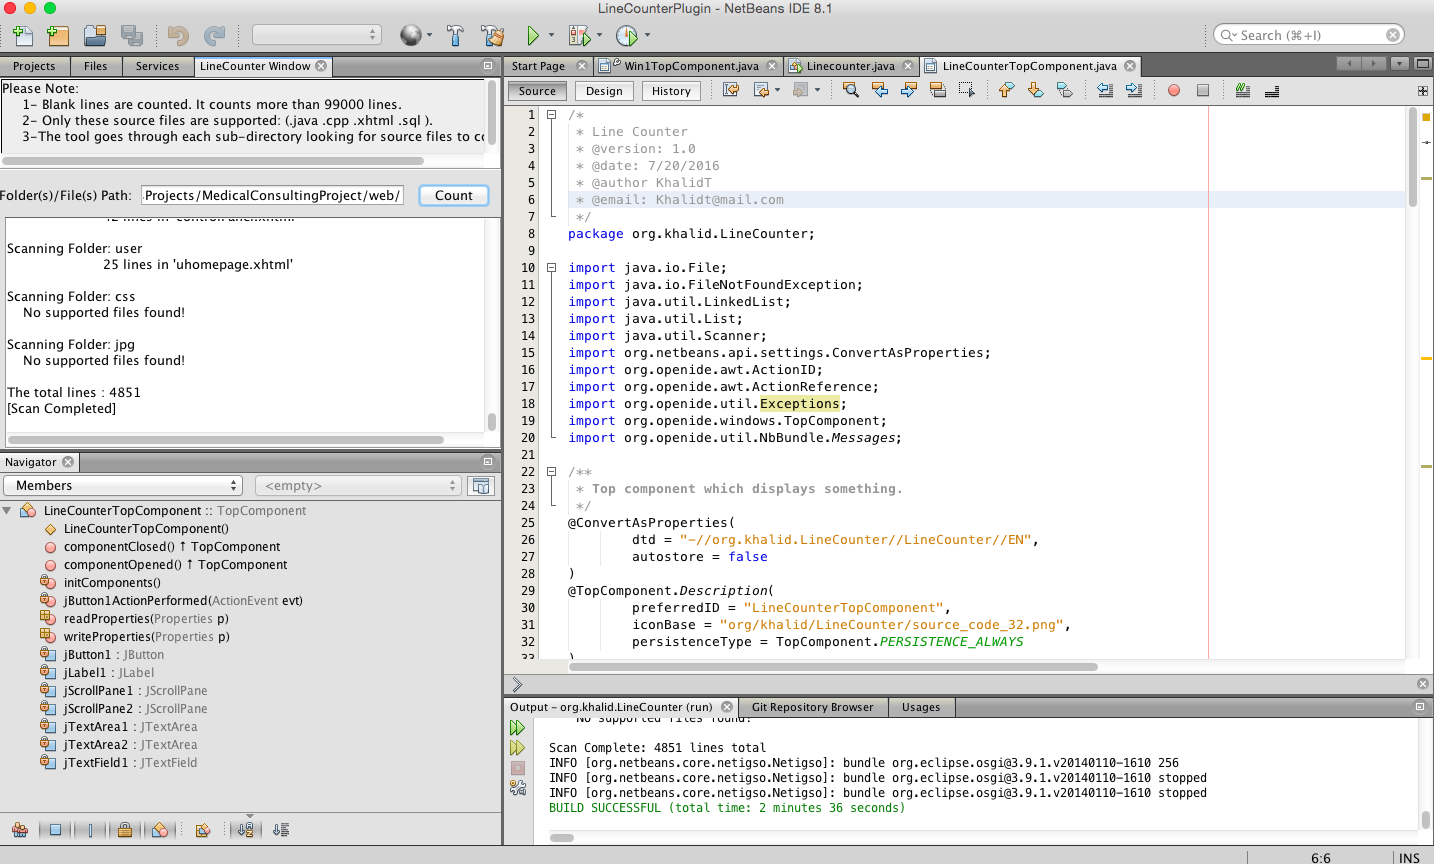 LineCounterPlugin - NetBeans IDE 8.1
Search (⌘+I)
Projects
Files
Services
LineCounter Window
Please Note:
1- Blank lines are counted. It counts more than 99000 lines.
2- Only these source files are supported: (.java .cpp .xhtml .sql ).
3-The tool goes through each sub-directory looking for source files to
Folder(s)/File(s) Path:
Projects/MedicalConsultingProject/web/
Count
Scanning Folder: user
25 lines in 'uhomepage.xhtml'
Scanning Folder: css
No supported files found!
Scanning Folder: jpg
No supported files found!
The total lines : 4851
[Scan Completed]
Navigator
Members
<empty>
LineCounterTopComponent :: TopComponent
LineCounterTopComponent()
componentClosed() ↑ TopComponent
componentOpened() ↑ TopComponent
initComponents()
jButton1ActionPerformed(ActionEvent evt)
readProperties(Properties p)
writeProperties(Properties p)
jButton1 : JButton
jLabel1 : JLabel
jScrollPane1 : JScrollPane
jScrollPane2 : JScrollPane
jTextArea1 : JTextArea
jTextArea2 : JTextArea
jTextField1 : JTextField
Start Page
Win1TopComponent.java
Linecounter.java
LineCounterTopComponent.java
Source
Design
History
1 /*
2 * Line Counter
3 * @version: 1.0
4 * @date: 7/20/2016
5 * @author KhalidT
6 * @email: Khalidt@mail.com
7 */
8 package org.khalid.LineCounter;
9
10 import java.io.File;
11 import java.io.FileNotFoundException;
12 import java.util.LinkedList;
13 import java.util.List;
14 import java.util.Scanner;
15 import org.netbeans.api.settings.ConvertAsProperties;
16 import org.openide.awt.ActionID;
17 import org.openide.awt.ActionReference;
18 import org.openide.util.Exceptions;
19 import org.openide.windows.TopComponent;
20 import org.openide.util.NbBundle.Messages;
21
22 /**
23 * Top component which displays something.
24 */
25 @ConvertAsProperties(
26 dtd = "-//org.khalid.LineCounter//LineCounter//EN",
27 autostore = false
28 )
29 @TopComponent.Description(
30 preferredID = "LineCounterTopComponent",
31 iconBase = "org/khalid/LineCounter/source_code_32.png",
32 persistenceType = TopComponent.PERSISTENCE_ALWAYS
33 )
Output - org.khalid.LineCounter (run)
Git Repository Browser
Usages
No supported files found!
Scan Complete: 4851 lines total
INFO [org.netbeans.core.netigso.Netigso]: bundle org.eclipse.osgi@3.9.1.v20140110-1610 256
INFO [org.netbeans.core.netigso.Netigso]: bundle org.eclipse.osgi@3.9.1.v20140110-1610 stopped
INFO [org.netbeans.core.netigso.Netigso]: bundle org.eclipse.osgi@3.9.1.v20140110-1610 stopped
BUILD SUCCESSFUL (total time: 2 minutes 36 seconds)
6:6
INS